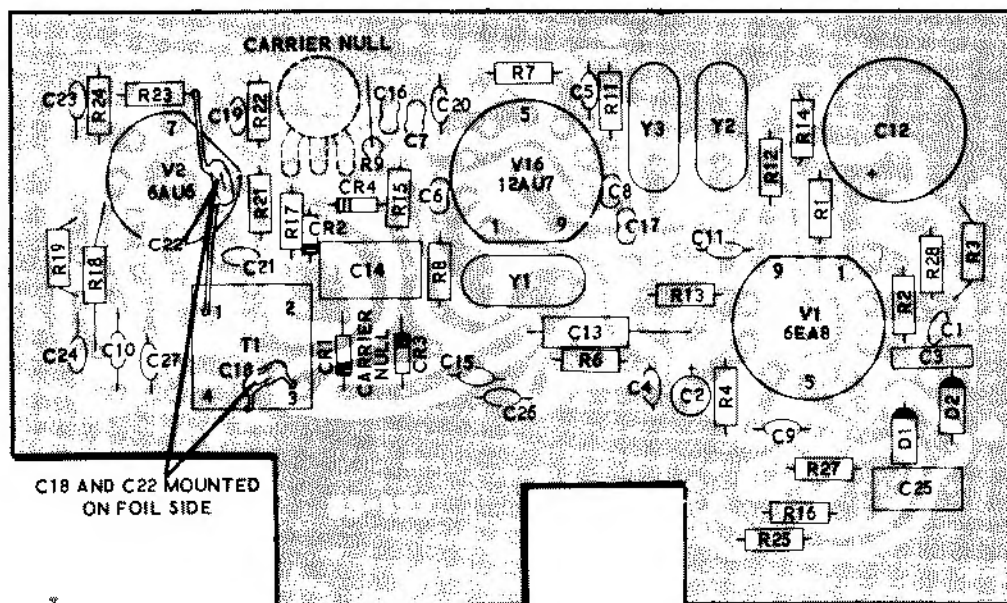 CARRIER NULL
C23
R24
R23
C19
R22
C16
C7
C20
R7
C5
R11
Y3
Y2
R14
C12
+
7
V2
6AU6
R9
5
V16
12AU7
1
9
R12
C22
R21
R17
CR4
CR2
R15
C6
C8
C17
R1
R19
R18
C21
C14
R8
Y1
C11
R13
9
1
V1
6EA8
5
R28
R3
R2
C1
C3
C24
C10
C27
1
2
T1
C18
4
3
CR1
CARRIER
NULL
CR3
C15
C26
C13
R6
C4
C2
R4
C9
D2
D1
R27
C25
R16
R25
C18 AND C22 MOUNTED
ON FOIL SIDE